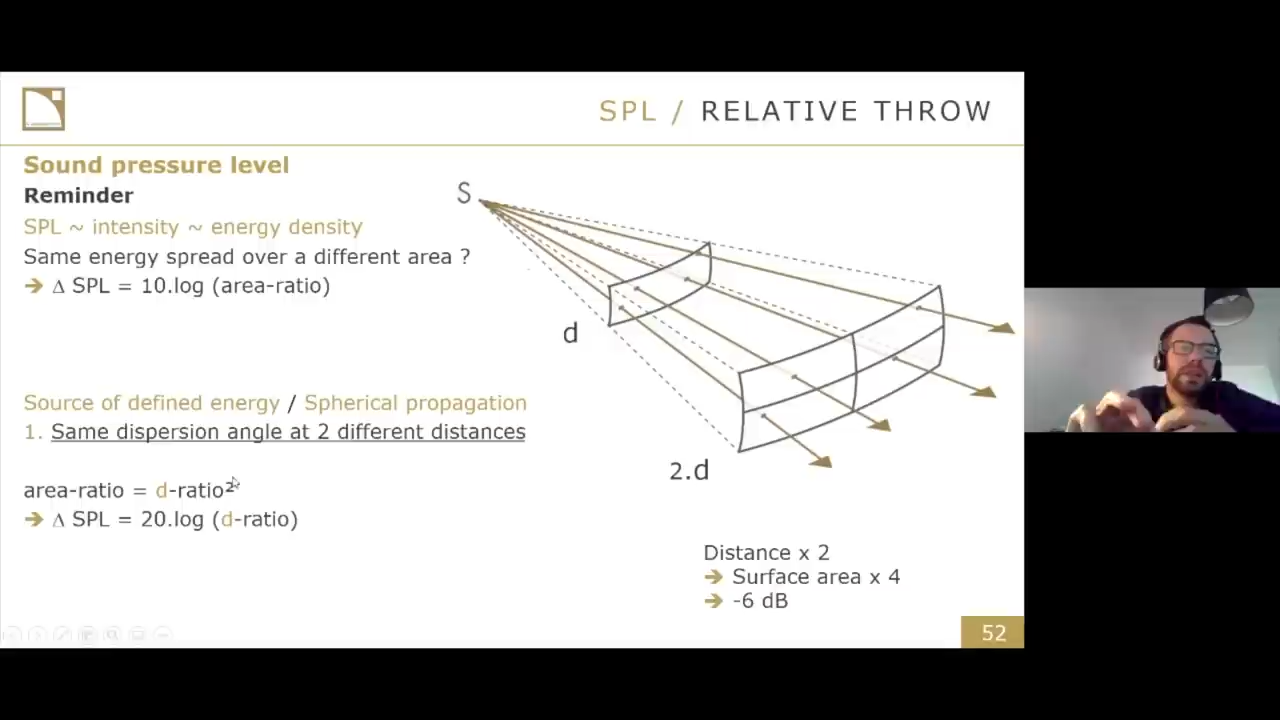 SPL / RELATIVE THROW
Sound pressure level
Reminder
SPL ~ intensity ~ energy density
Same energy spread over a different area ?
➔ Δ SPL = 10.log (area-ratio)
S
d
2.d
Source of defined energy / Spherical propagation
1. Same dispersion angle at 2 different distances
area-ratio = d-ratio²
➔ Δ SPL = 20.log (d-ratio)
Distance x 2
➔ Surface area x 4
➔ -6 dB
52